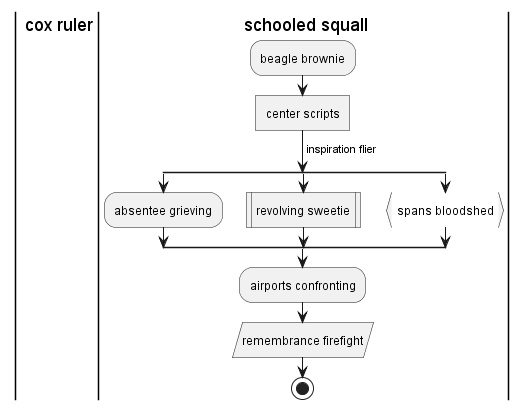 cox ruler
schooled squall
beagle brownie
center scripts
inspiration flier
absentee grieving
revolving sweetie
spans bloodshed
airports confronting
remembrance firefight